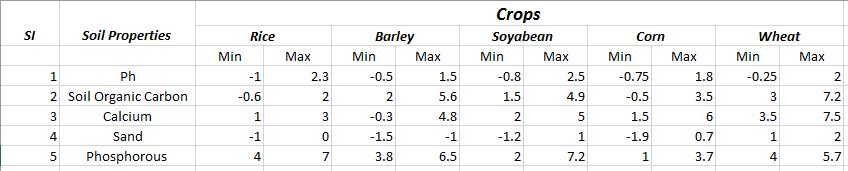 Crops
SI Soil Properties Rice Barley Soyabean Corn Wheat
Min Max Min Max Min Max Min Max Min Max
1 Ph -1 2.3 -0.5 1.5 -0.8 2.5 -0.75 1.8 -0.25 2
2 Soil Organic Carbon -0.6 2 2 5.6 1.5 4.9 -0.5 3.5 3 7.2
3 Calcium 1 3 -0.3 4.8 2 5 1.5 6 3.5 7.5
4 Sand -1 0 -1.5 -1 -1.2 1 -1.9 0.7 1 2
5 Phosphorous 4 7 3.8 6.5 2 7.2 1 3.7 4 5.7